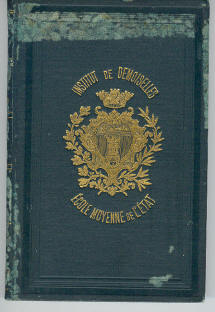 INSTITUT DE DEMOISELLES
ÉCOLE MOYENNE DE L'ÉTAT